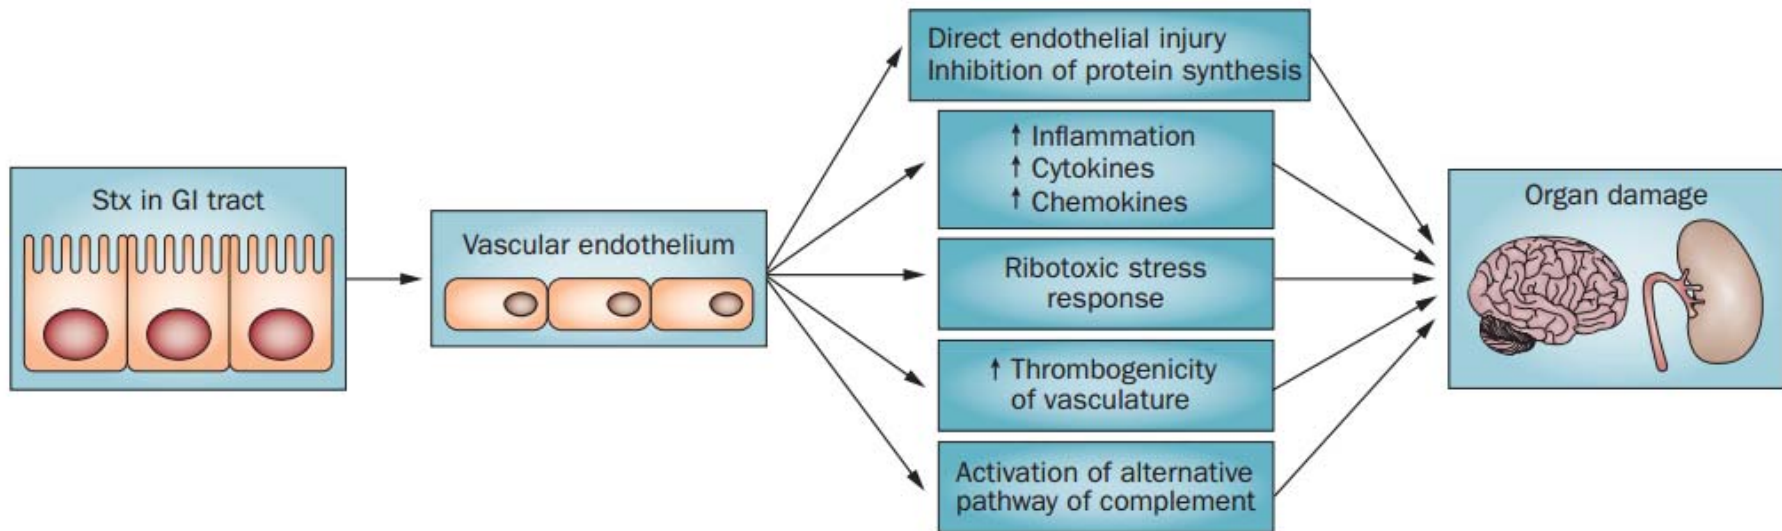 Stx in GI tract
Vascular endothelium
Direct endothelial injury
Inhibition of protein synthesis
↑ Inflammation
↑ Cytokines
↑ Chemokines
Ribotoxic stress
response
↑ Thrombogenicity
of vasculature
Activation of alternative
pathway of complement
Organ damage